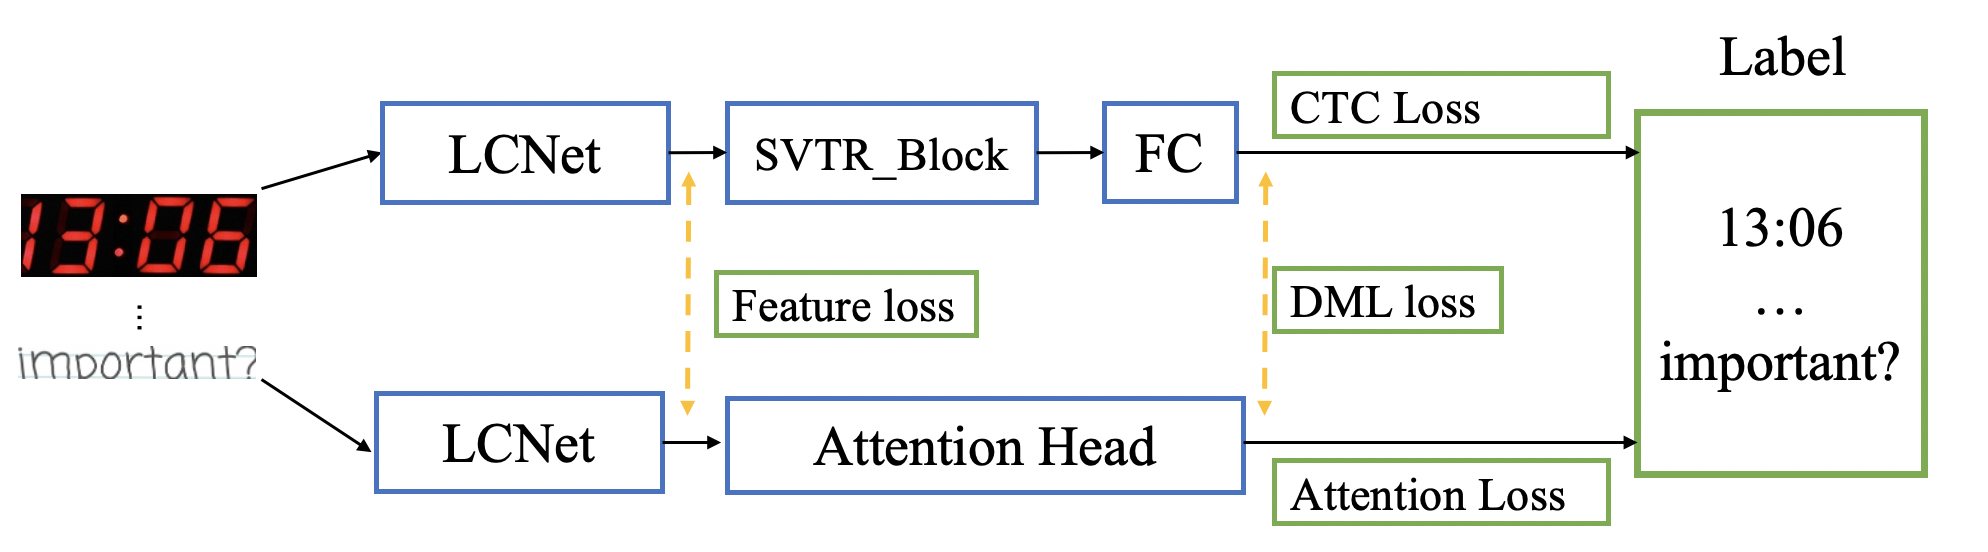 Label
CTC Loss
LCNet
SVTR_Block
FC
13:06
13:06
...
Feature loss
DML loss
...
important?
important?
LCNet
Attention Head
Attention Loss